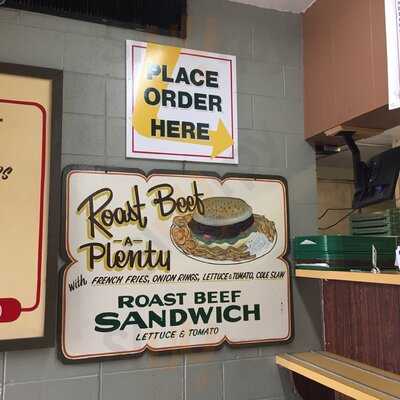 PLACE
ORDER
HERE
Roast Beef
-A-
Plenty
with FRENCH FRIES, ONION RINGS, LETTUCE & TOMATO, COLE SLAW
ROAST BEEF
SANDWICH
LETTUCE & TOMATO